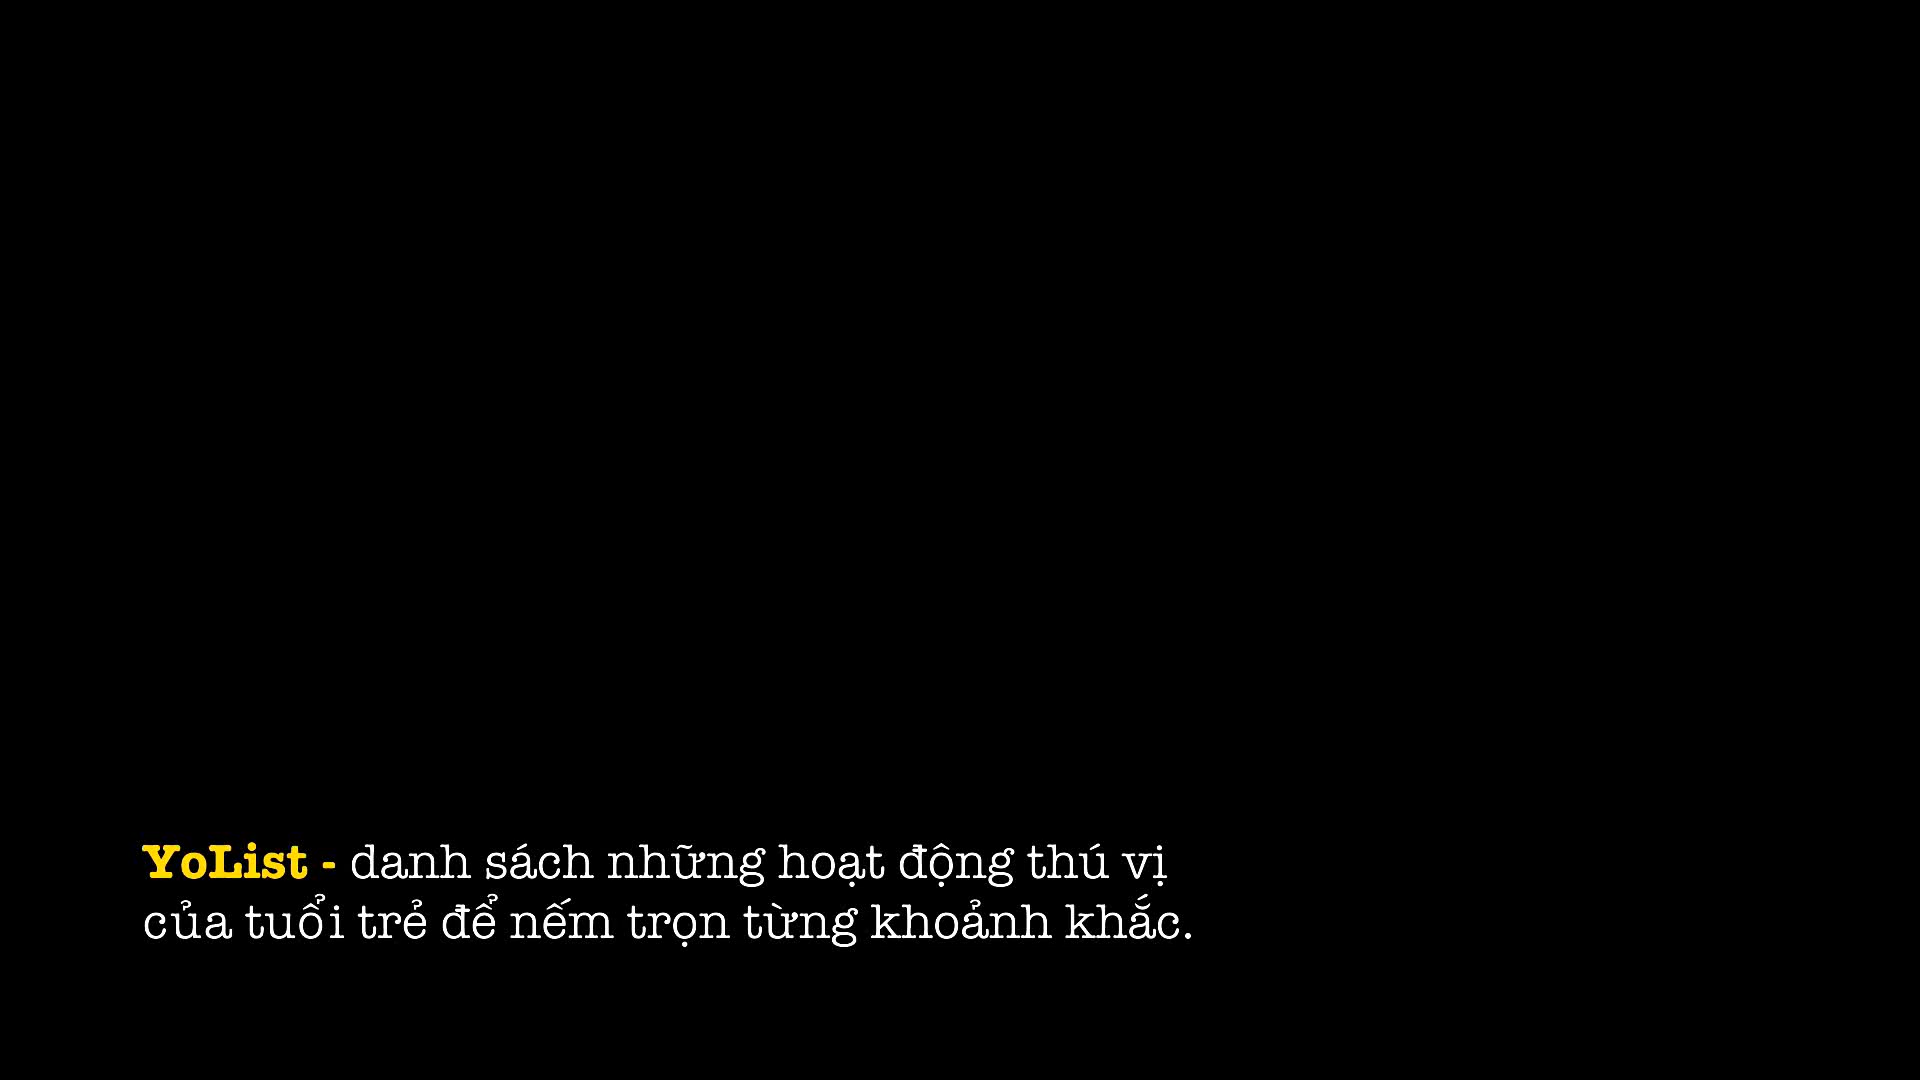 YoList - danh sách những hoạt động thú vị
của tuổi trẻ để nếm trọn từng khoảnh khắc.